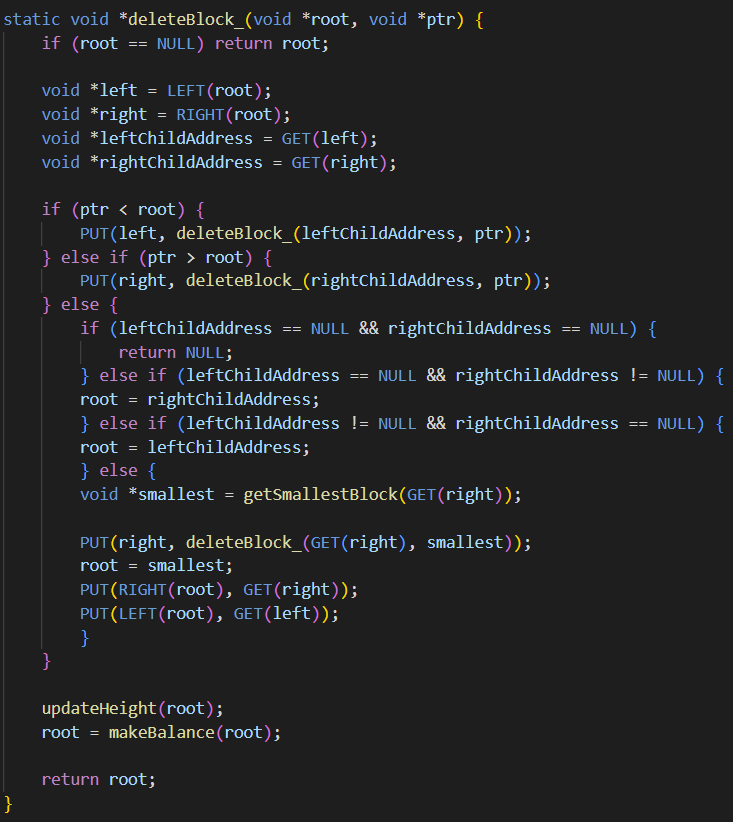 static void *deleteBlock_(void *root, void *ptr) {
    if (root == NULL) return root;

    void *left = LEFT(root);
    void *right = RIGHT(root);
    void *leftChildAddress = GET(left);
    void *rightChildAddress = GET(right);

    if (ptr < root) {
        PUT(left, deleteBlock_(leftChildAddress, ptr));
    } else if (ptr > root) {
        PUT(right, deleteBlock_(rightChildAddress, ptr));
    } else {
        if (leftChildAddress == NULL && rightChildAddress == NULL) {
            return NULL;
        } else if (leftChildAddress == NULL && rightChildAddress != NULL) {
        root = rightChildAddress;
        } else if (leftChildAddress != NULL && rightChildAddress == NULL) {
        root = leftChildAddress;
        } else {
        void *smallest = getSmallestBlock(GET(right));

        PUT(right, deleteBlock_(GET(right), smallest));
        root = smallest;
        PUT(RIGHT(root), GET(right));
        PUT(LEFT(root), GET(left));
        }
    }

    updateHeight(root);
    root = makeBalance(root);

    return root;
}